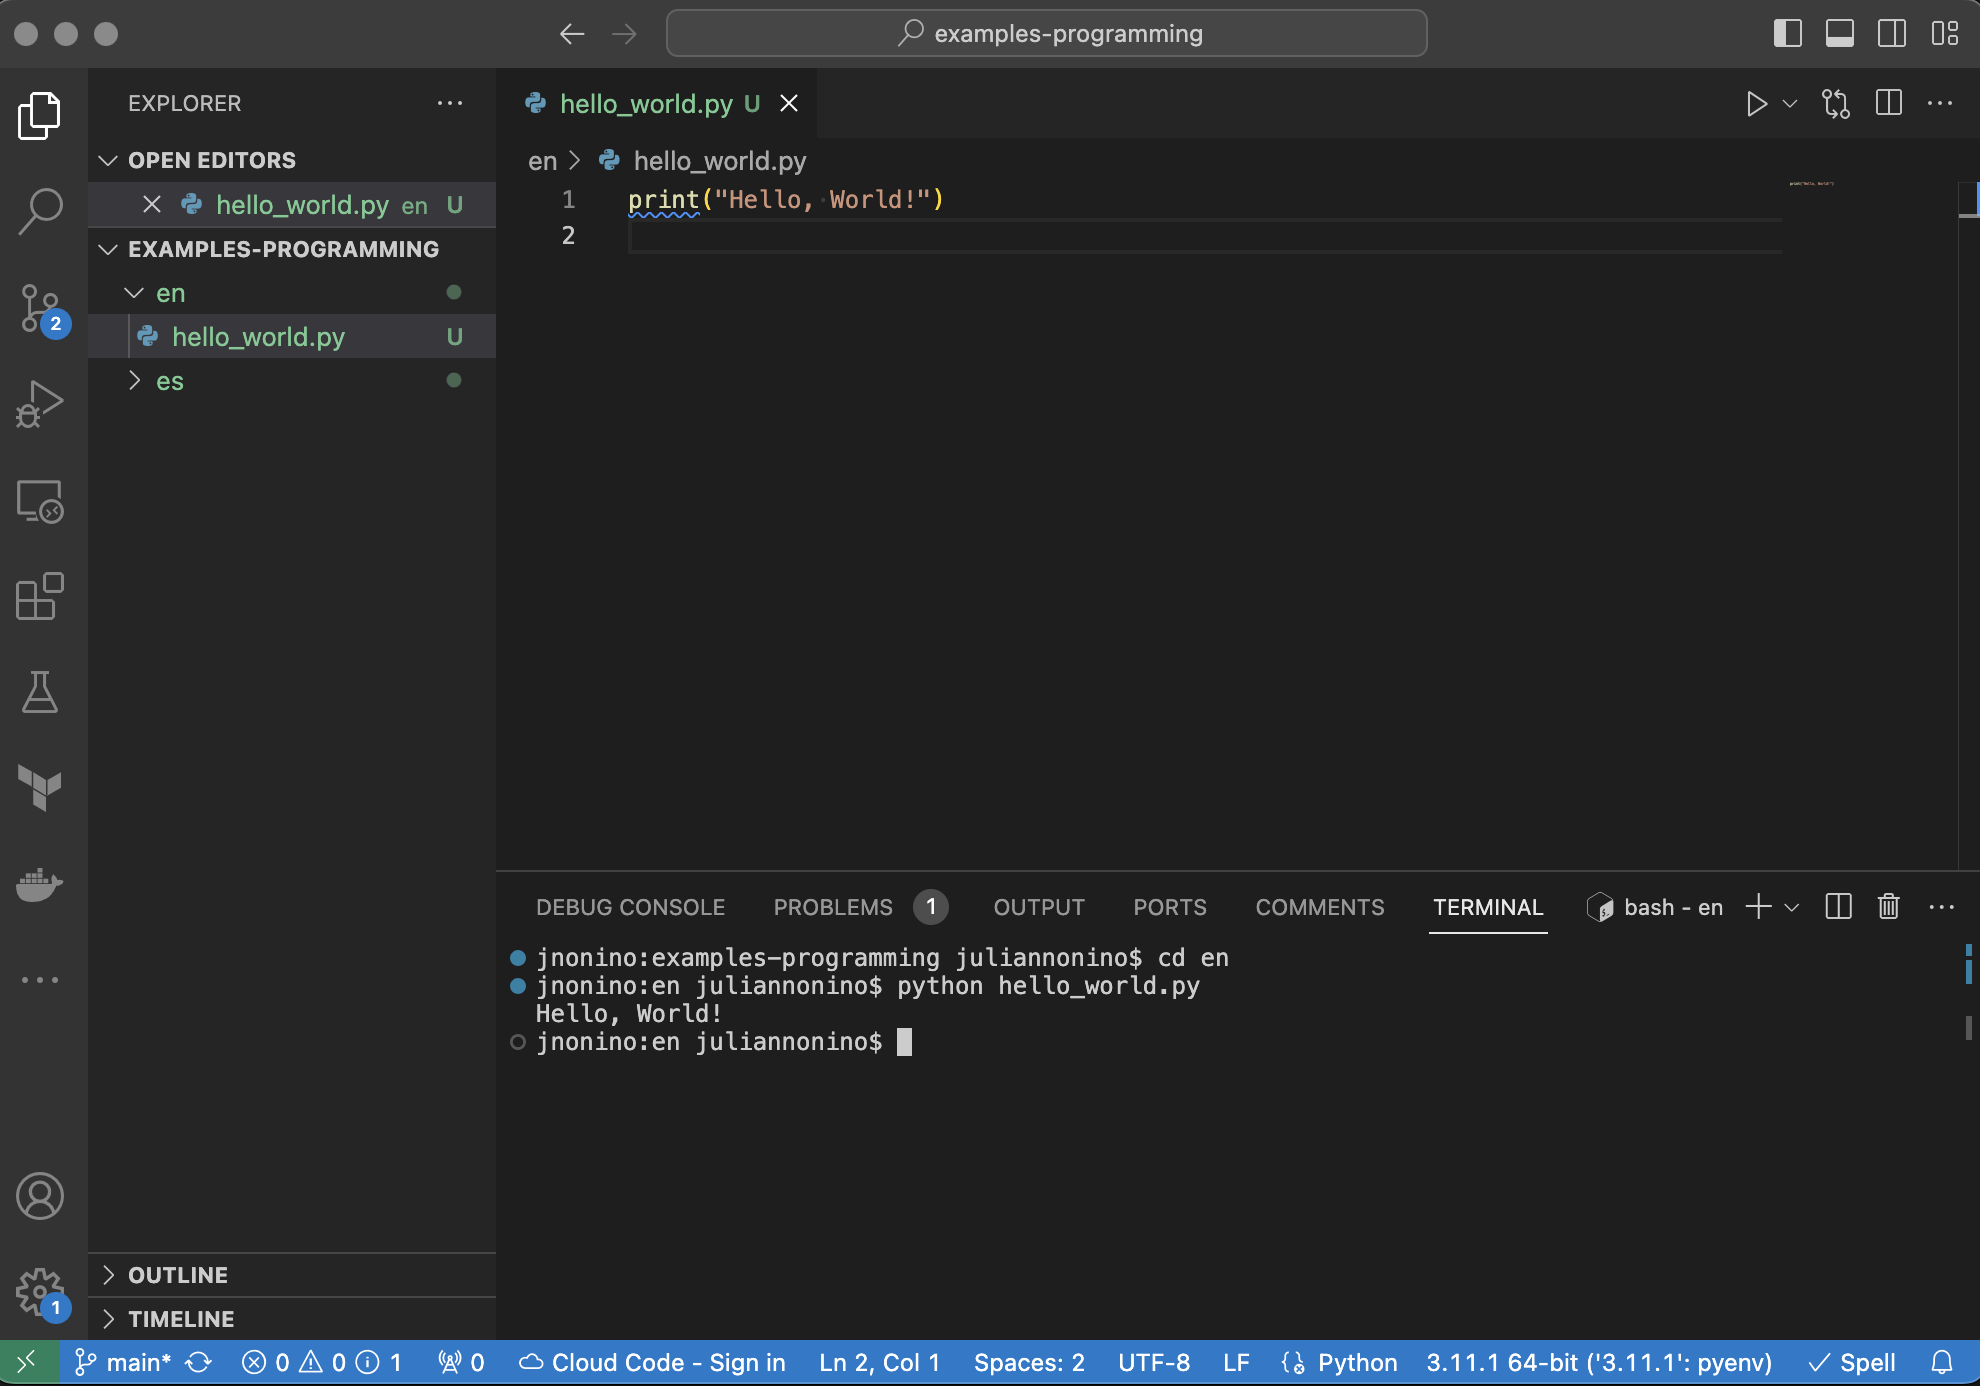 examples-programming
EXPLORER
OPEN EDITORS
hello_world.py en U
EXAMPLES-PROGRAMMING
en
hello_world.py U
es
OUTLINE
TIMELINE
hello_world.py U
en > hello_world.py
1 print("Hello, World!")
2
DEBUG CONSOLE PROBLEMS 1 OUTPUT PORTS COMMENTS TERMINAL bash - en
jnonino:examples-programming juliannonino$ cd en
jnonino:en juliannonino$ python hello_world.py
Hello, World!
jnonino:en juliannonino$
2
1
main* 0 0 1 0 Cloud Code - Sign in Ln 2, Col 1 Spaces: 2 UTF-8 LF Python 3.11.1 64-bit ('3.11.1': pyenv) Spell